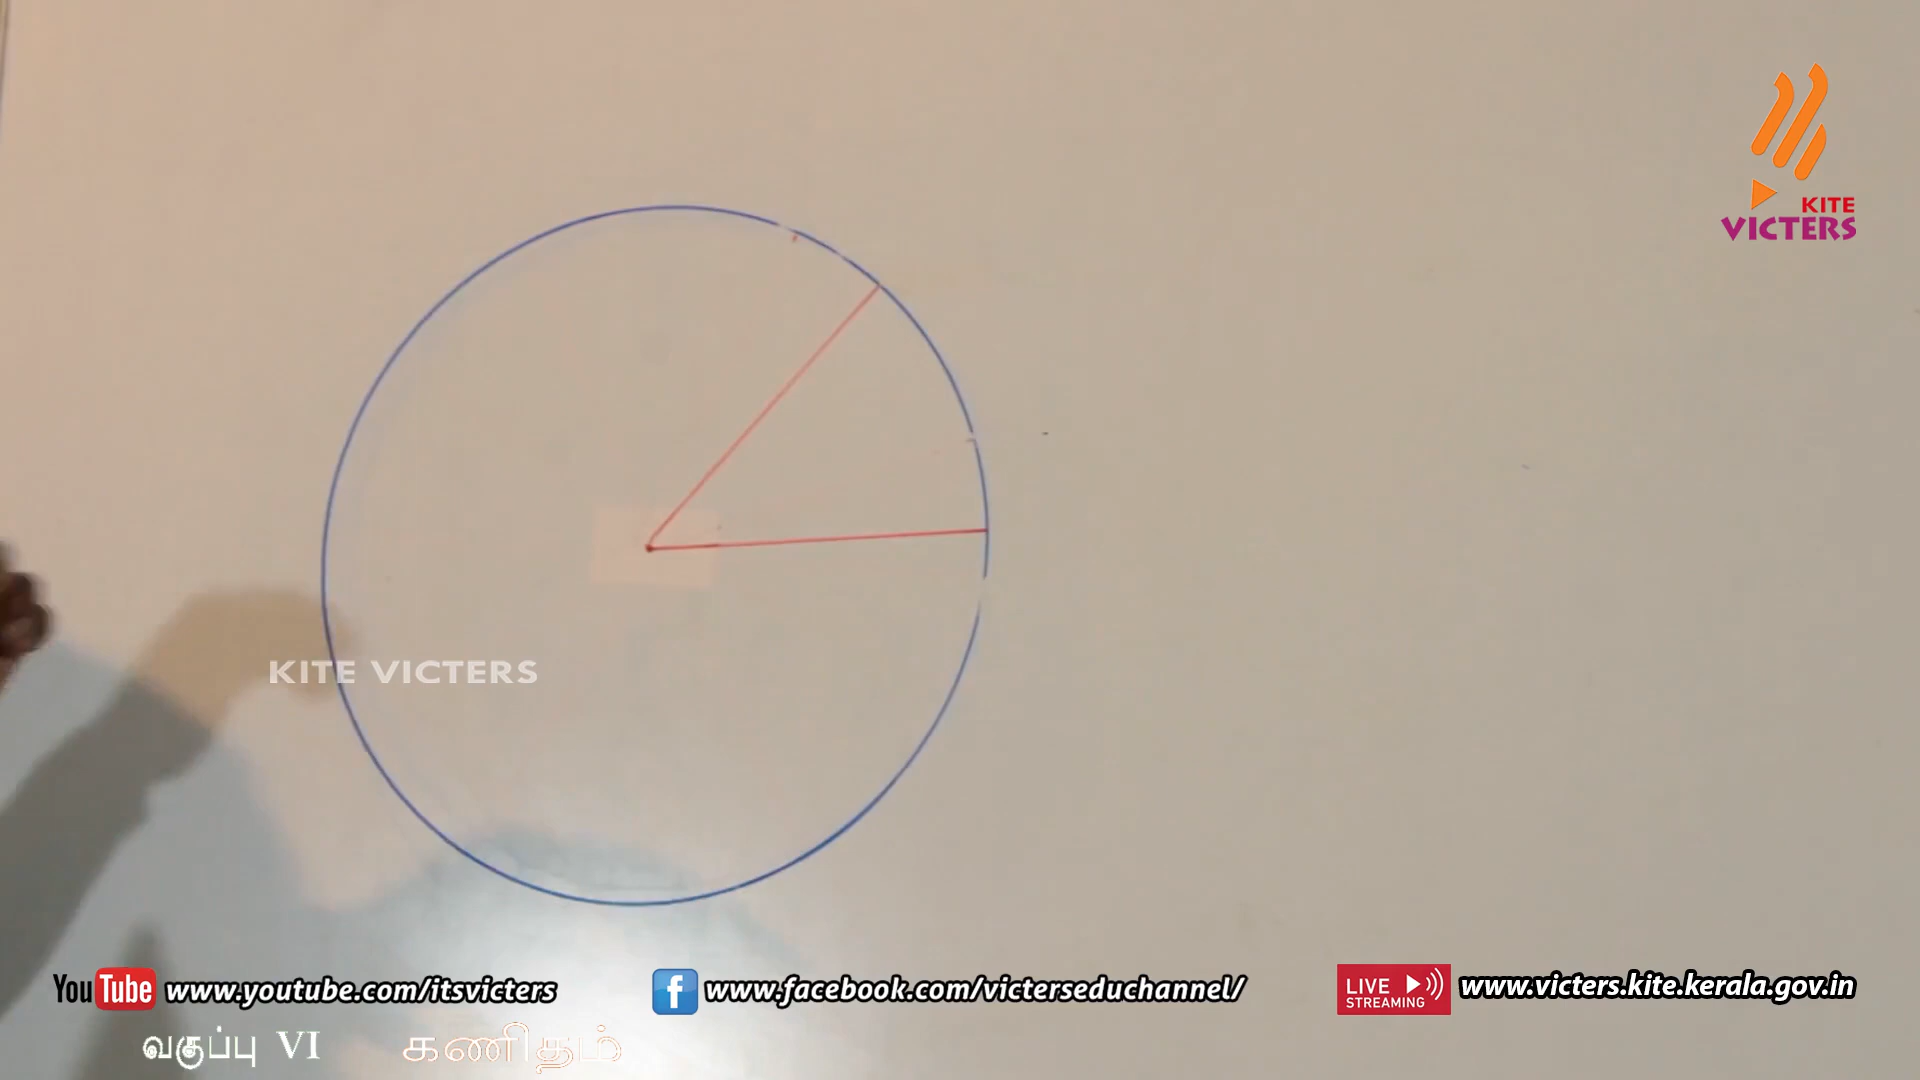 KITE
VICTERS
KITE VICTERS
YouTube www.youtube.com/itsvicters
f www.facebook.com/victerseduchannel/
LIVE STREAMING www.victers.kite.kerala.gov.in
வகுப்பு VI கணிதம்